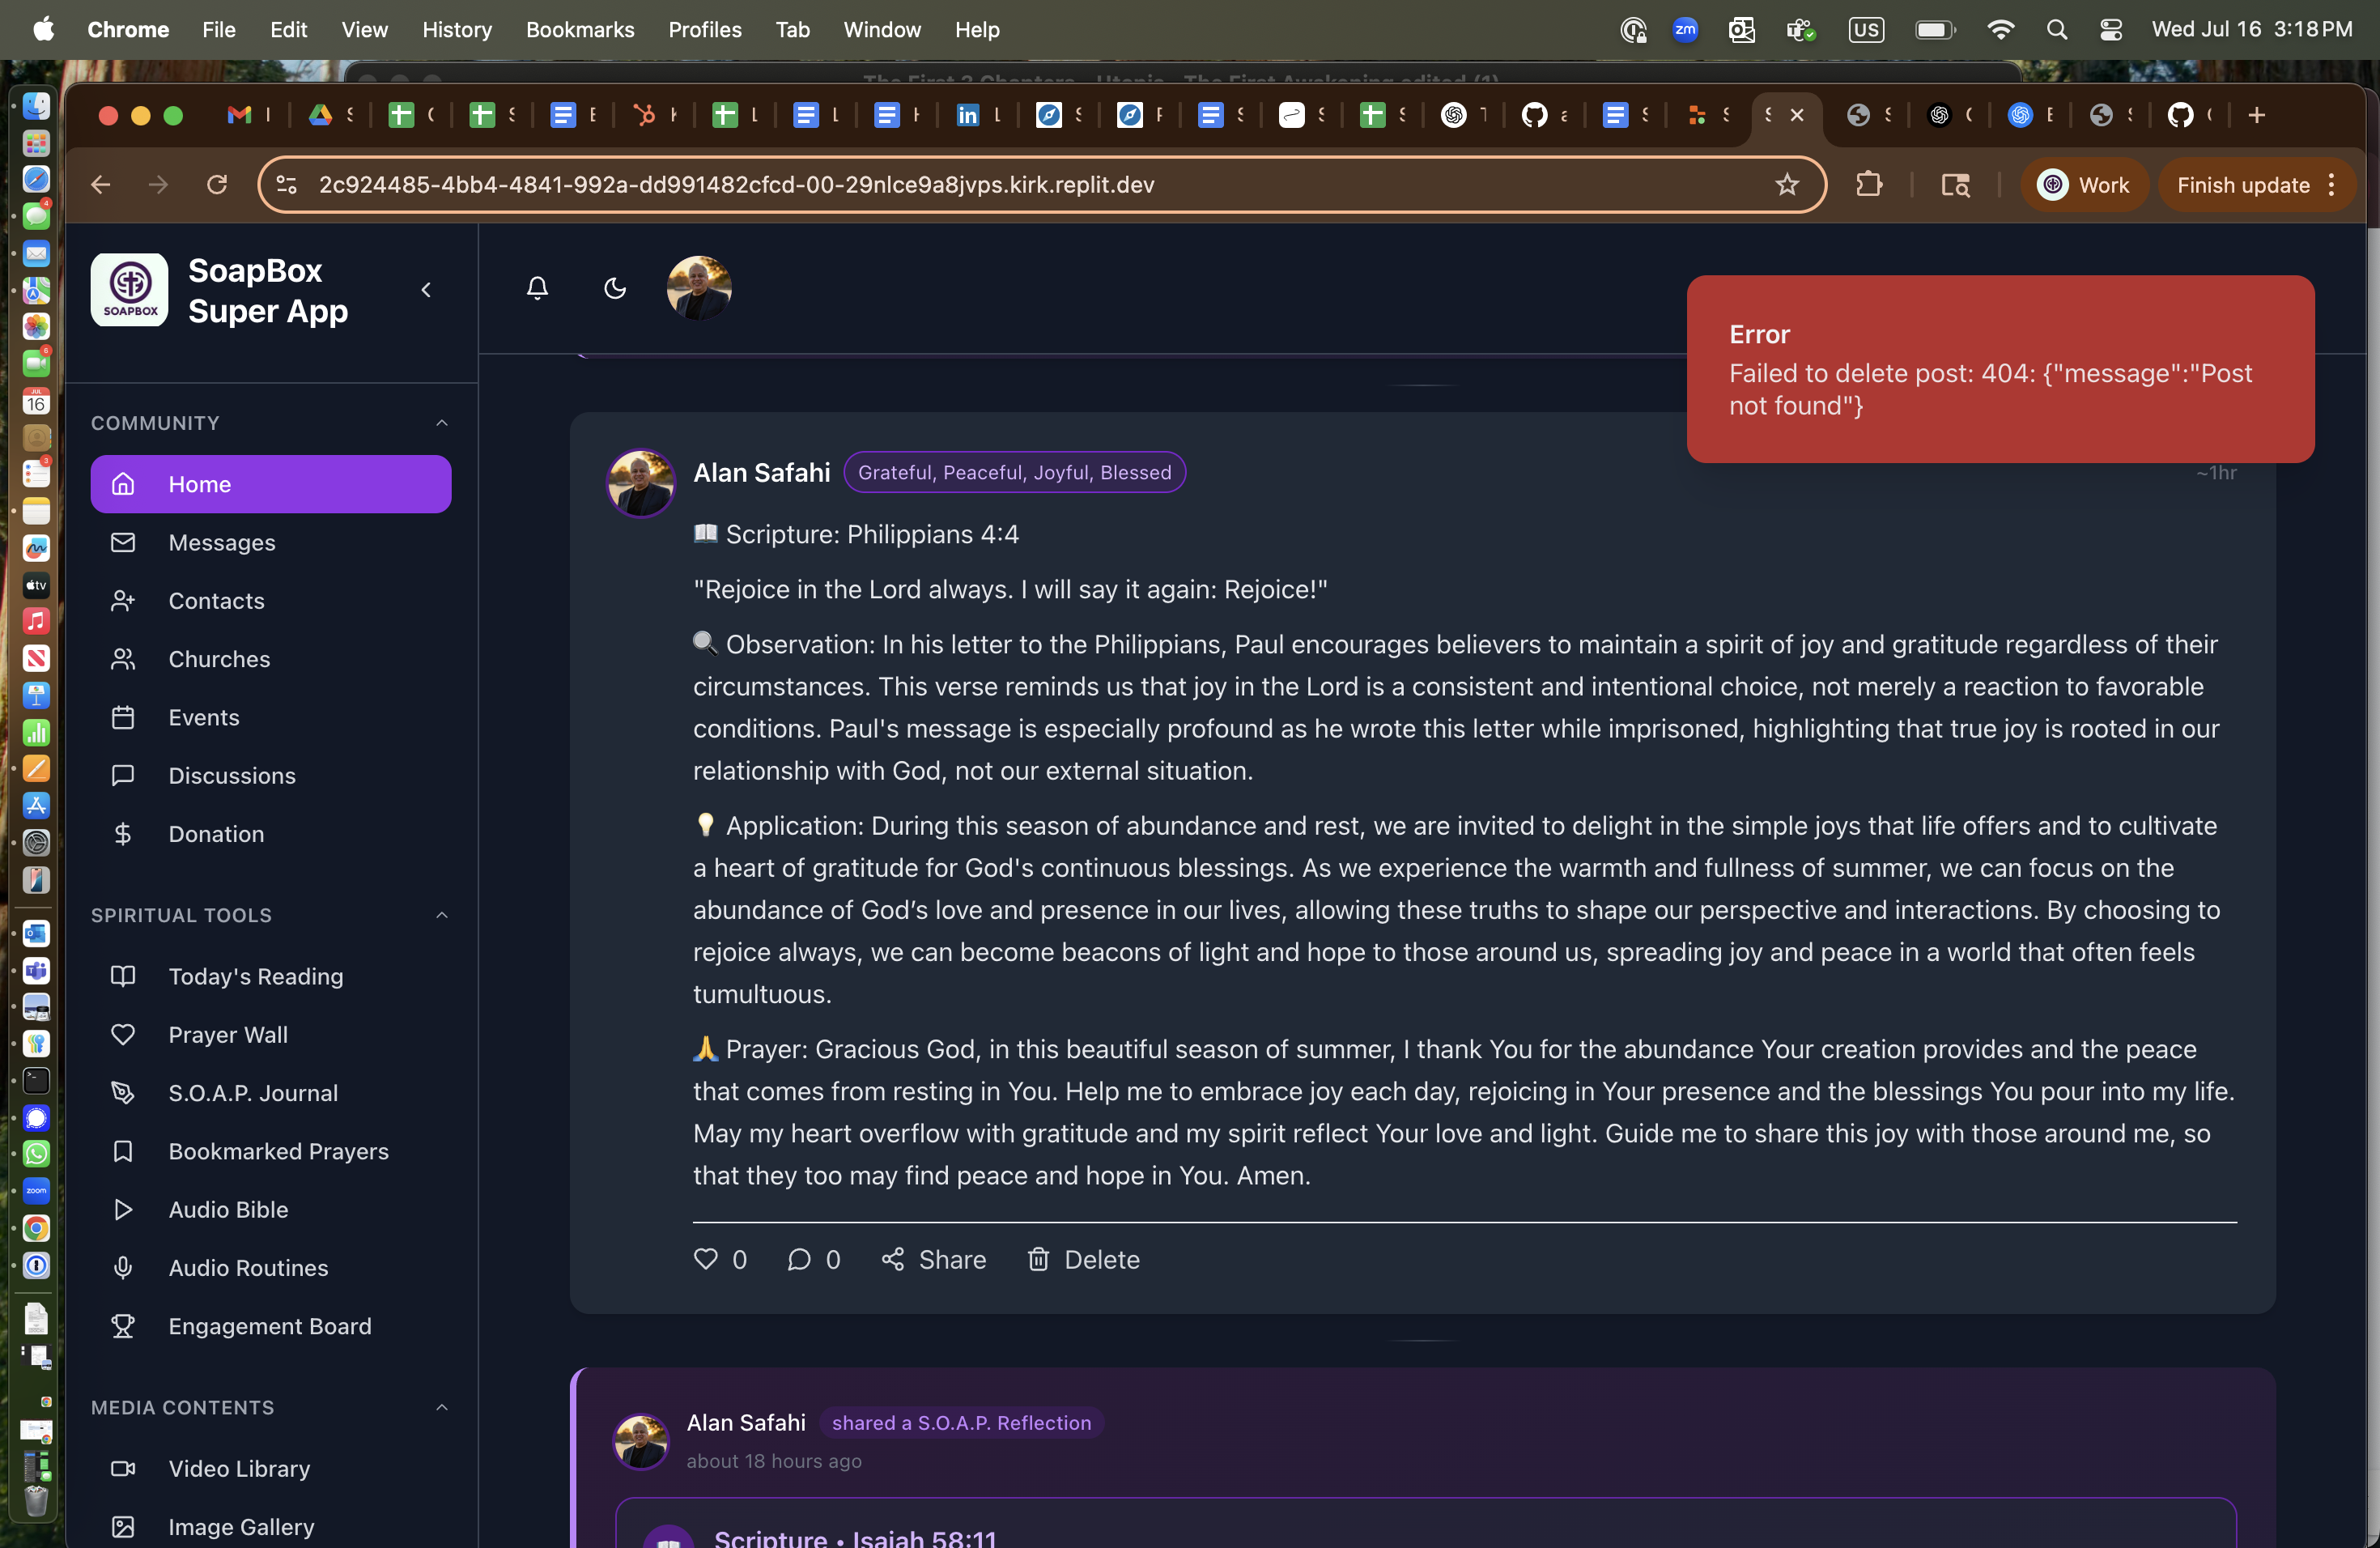 Chrome File Edit View History Bookmarks Profiles Tab Window Help
zm US Wed Jul 16 3:18 PM
2c924485-4bb4-4841-992a-dd991482cfcd-00-29nlce9a8jvps.kirk.replit.dev
Work
Finish update
SOAPBOX
SoapBox
Super App
COMMUNITY
Home
Messages
Contacts
Churches
Events
Discussions
Donation
SPIRITUAL TOOLS
Today's Reading
Prayer Wall
S.O.A.P. Journal
Bookmarked Prayers
Audio Bible
Audio Routines
Engagement Board
MEDIA CONTENTS
Video Library
Image Gallery
Error
Failed to delete post: 404: {"message":"Post
not found"}
Alan Safahi
Grateful, Peaceful, Joyful, Blessed
~1hr
📖 Scripture: Philippians 4:4
"Rejoice in the Lord always. I will say it again: Rejoice!"
🔍 Observation: In his letter to the Philippians, Paul encourages believers to maintain a spirit of joy and gratitude regardless of their
circumstances. This verse reminds us that joy in the Lord is a consistent and intentional choice, not merely a reaction to favorable
conditions. Paul's message is especially profound as he wrote this letter while imprisoned, highlighting that true joy is rooted in our
relationship with God, not our external situation.
💡 Application: During this season of abundance and rest, we are invited to delight in the simple joys that life offers and to cultivate
a heart of gratitude for God's continuous blessings. As we experience the warmth and fullness of summer, we can focus on the
abundance of God’s love and presence in our lives, allowing these truths to shape our perspective and interactions. By choosing to
rejoice always, we can become beacons of light and hope to those around us, spreading joy and peace in a world that often feels
tumultuous.
🙏 Prayer: Gracious God, in this beautiful season of summer, I thank You for the abundance Your creation provides and the peace
that comes from resting in You. Help me to embrace joy each day, rejoicing in Your presence and the blessings You pour into my life.
May my heart overflow with gratitude and my spirit reflect Your love and light. Guide me to share this joy with those around me, so
that they too may find peace and hope in You. Amen.
0 0 Share Delete
Alan Safahi
shared a S.O.A.P. Reflection
about 18 hours ago
Scripture • Isaiah 58:11